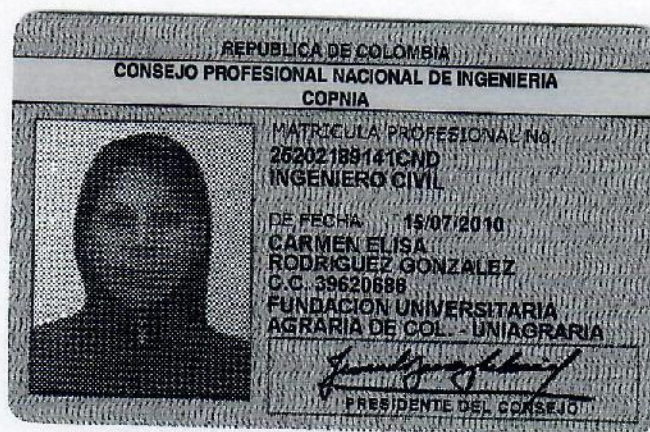 REPUBLICA DE COLOMBIA
CONSEJO PROFESIONAL NACIONAL DE INGENIERIA
COPNIA
MATRICULA PROFESIONAL No.
25202189141CND
INGENIERO CIVIL
DE FECHA 15/07/2010
CARMEN ELISA
RODRIGUEZ GONZALEZ
C.C. 39620688
FUNDACION UNIVERSITARIA
AGRARIA DE COL. - UNIAGRARIA
PRESIDENTE DEL CONSEJO